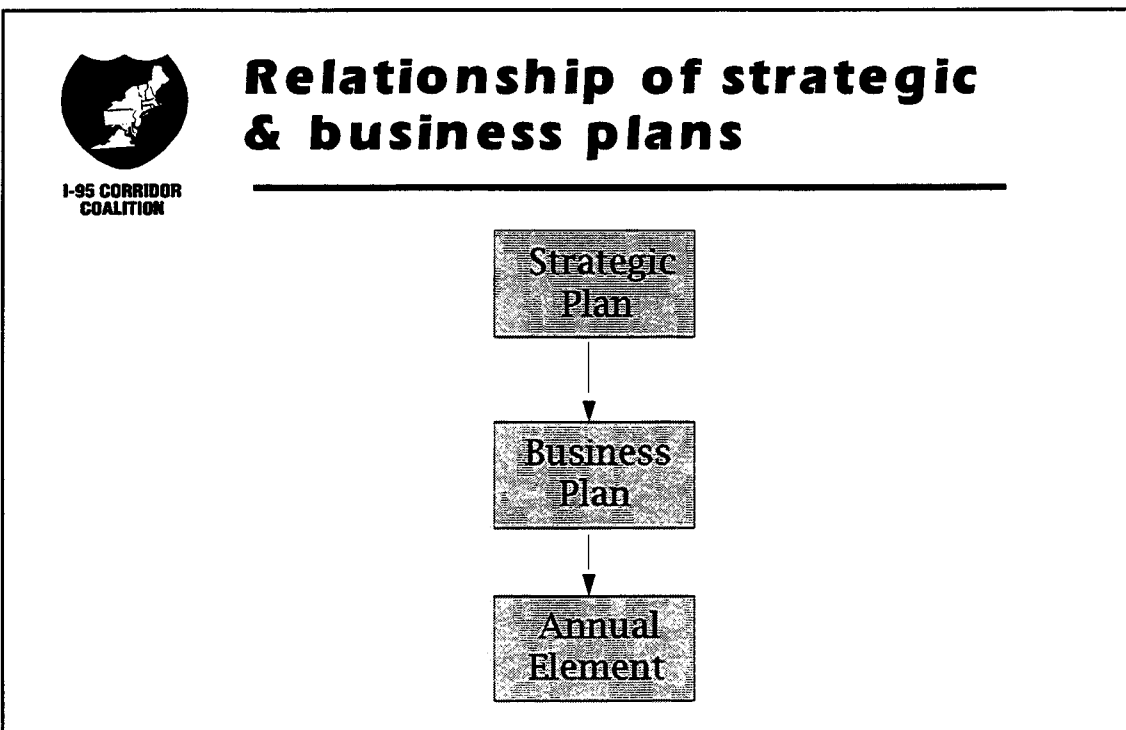 Relationship of strategic
& business plans
I-95 CORRIDOR
COALITION
Strategic
Plan
Business
Plan
Annual
Element